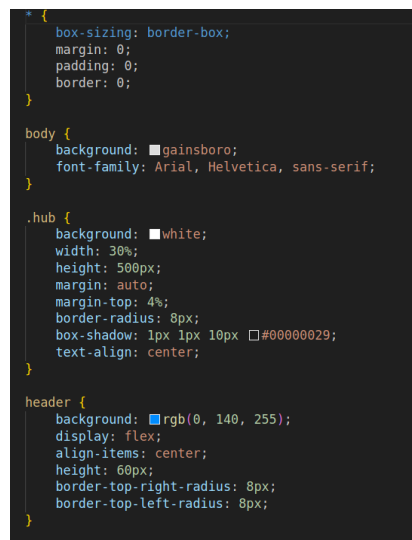 * {
box-sizing: border-box;
margin: 0;
padding: 0;
border: 0;
}
body {
background: gainsboro;
font-family: Arial, Helvetica, sans-serif;
}
.hub {
background: white;
width: 30%;
height: 500px;
margin: auto;
margin-top: 4%;
border-radius: 8px;
box-shadow: 1px 1px 10px #00000029;
text-align: center;
}
header {
background: rgb(0, 140, 255);
display: flex;
align-items: center;
height: 60px;
border-top-right-radius: 8px;
border-top-left-radius: 8px;
}